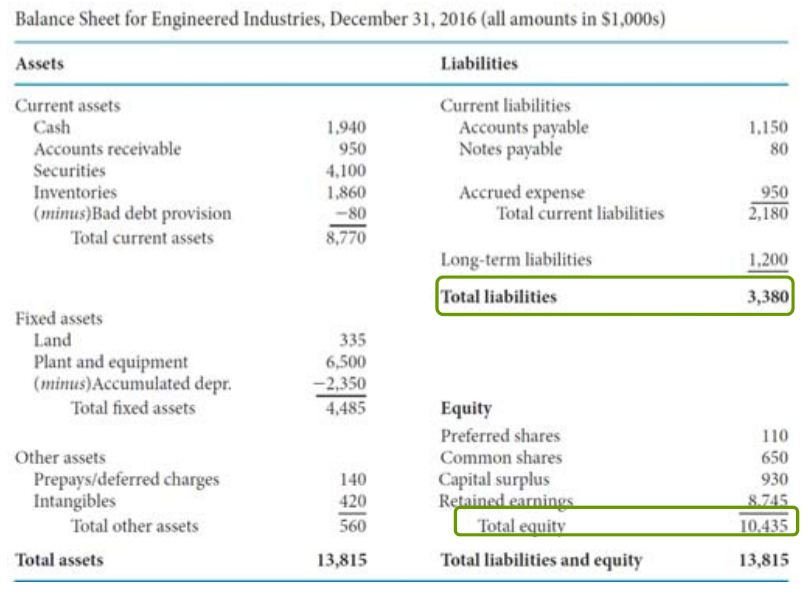 Balance Sheet for Engineered Industries, December 31, 2016 (all amounts in $1,000s)
Assets Liabilities
Current assets Current liabilities
Cash 1,940 Accounts payable 1,150
Accounts receivable 950 Notes payable 80
Securities 4,100
Inventories 1,860 Accrued expense 950
(minus)Bad debt provision −80 Total current liabilities 2,180
Total current assets 8,770
Long-term liabilities 1,200
Total liabilities 3,380
Fixed assets
Land 335
Plant and equipment 6,500
(minus)Accumulated depr. −2,350
Total fixed assets 4,485 Equity
Preferred shares 110
Other assets Common shares 650
Prepays/deferred charges 140 Capital surplus 930
Intangibles 420 Retained earnings 8,745
Total other assets 560 Total equity 10,435
Total assets 13,815 Total liabilities and equity 13,815